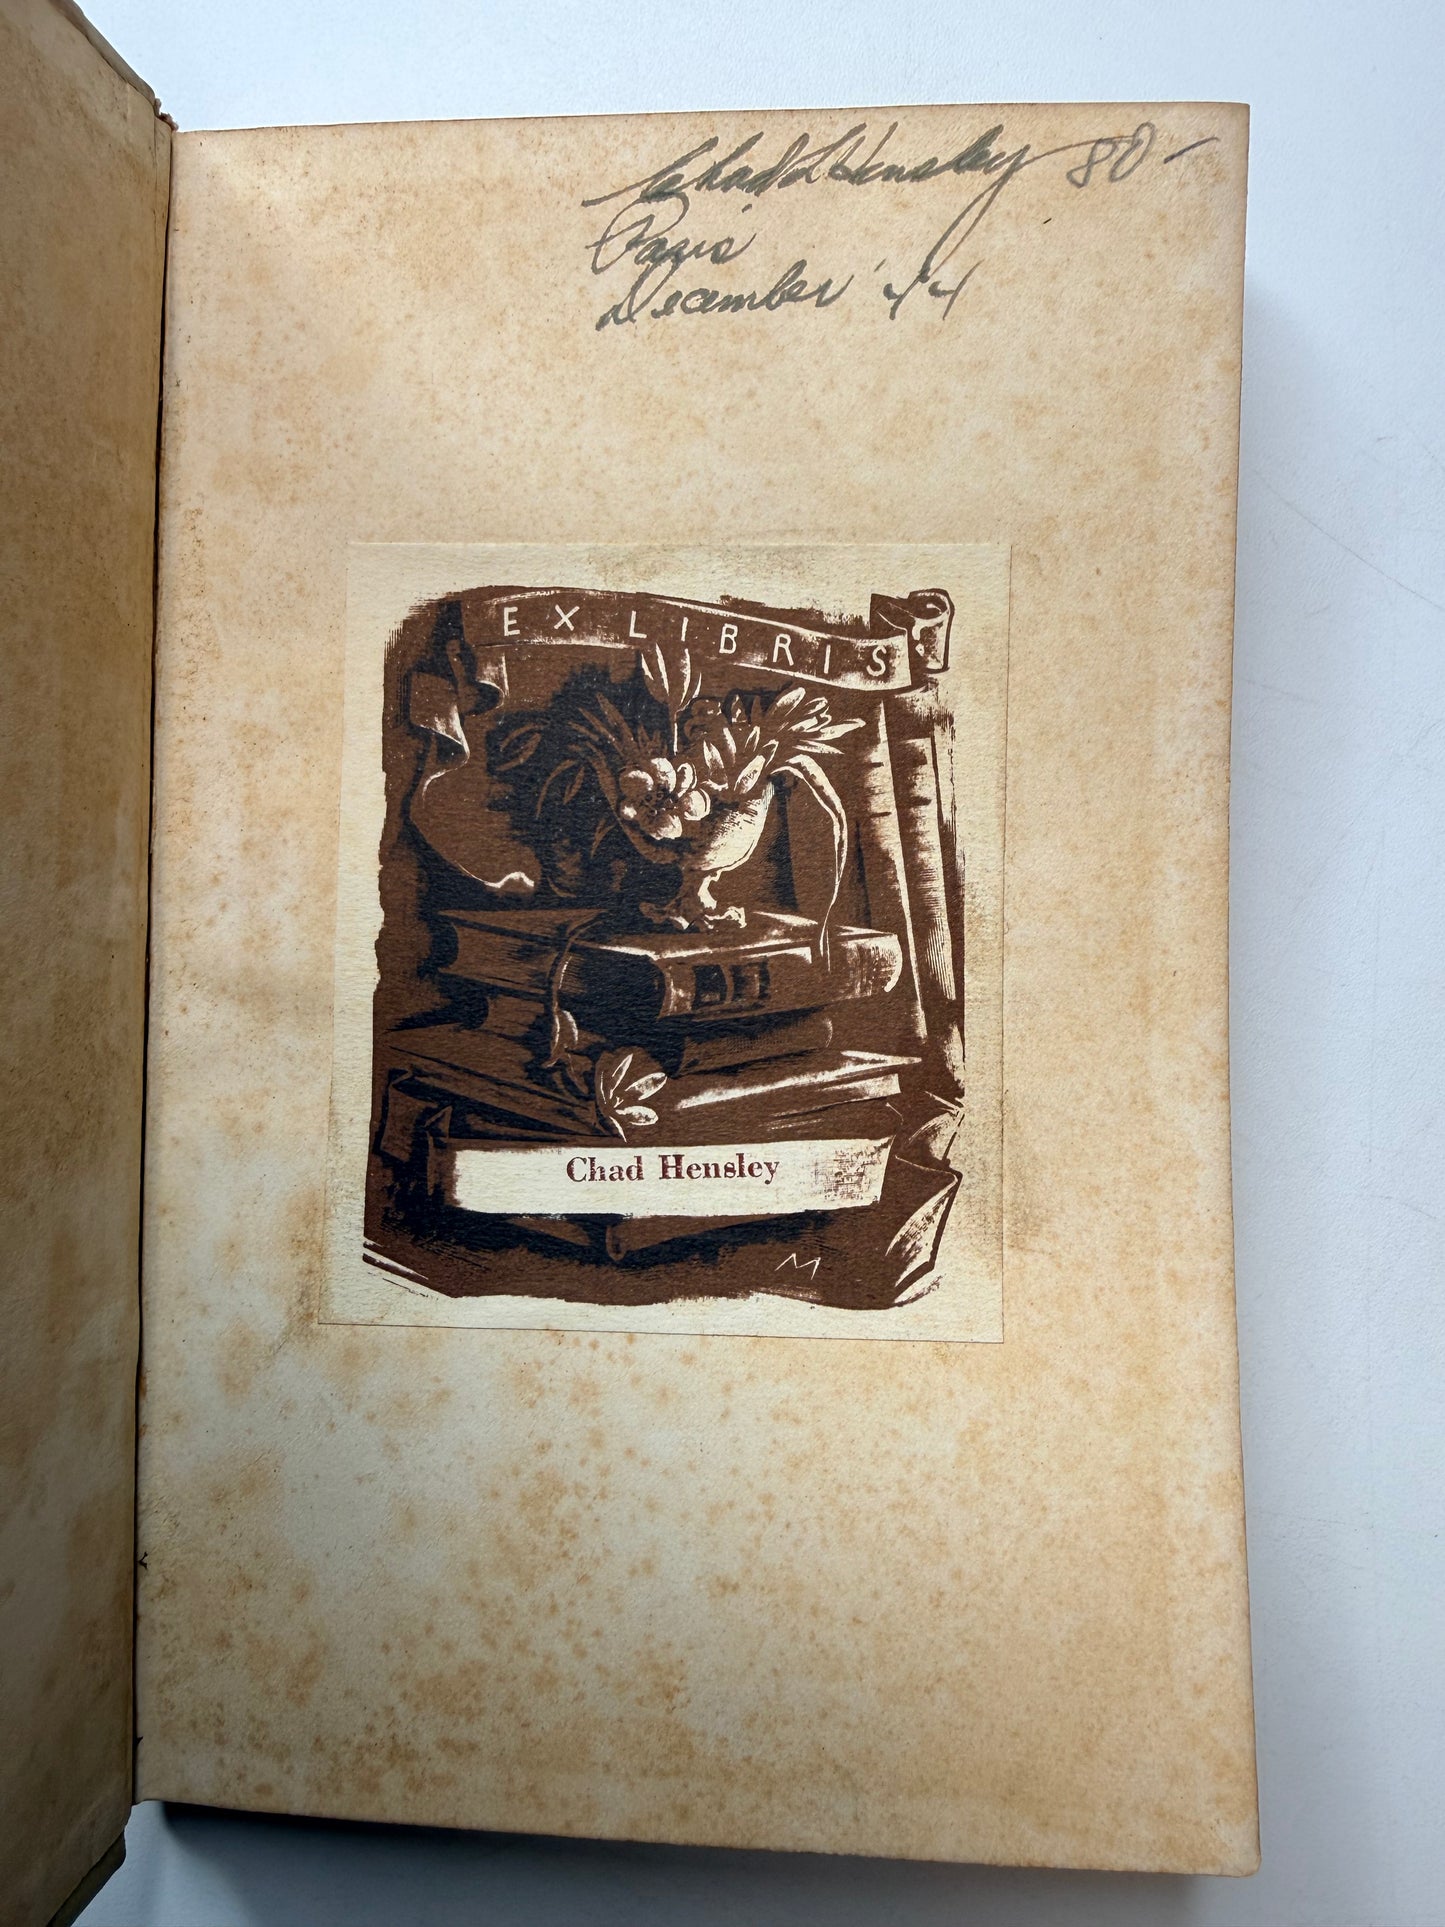 Chad L Hensley 80-
Paris
December '44
EX LIBRIS
Chad Hensley
M